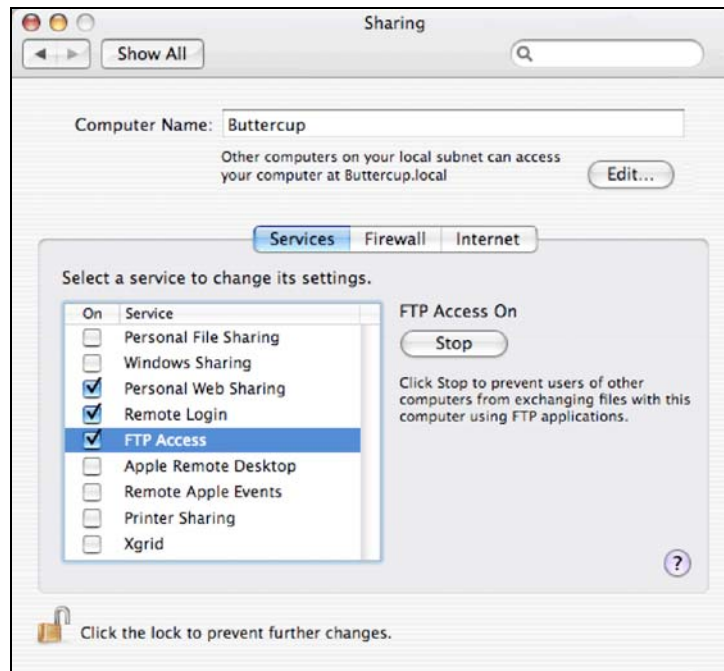 Sharing
Show All
Computer Name: Buttercup
Other computers on your local subnet can access
your computer at Buttercup.local
Edit...
Services Firewall Internet
Select a service to change its settings.
On Service
Personal File Sharing
Windows Sharing
Personal Web Sharing
Remote Login
FTP Access
Apple Remote Desktop
Remote Apple Events
Printer Sharing
Xgrid
FTP Access On
Stop
Click Stop to prevent users of other
computers from exchanging files with this
computer using FTP applications.
?
Click the lock to prevent further changes.